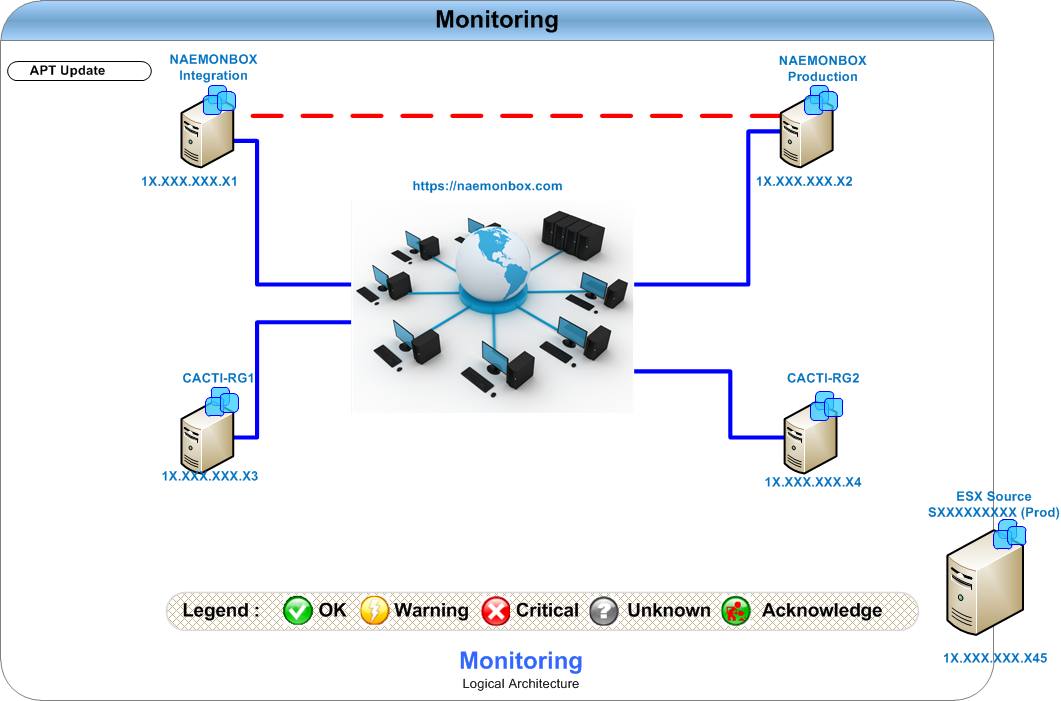 Monitoring
APT Update
NAEMONBOX
Integration
NAEMONBOX
Production
1X.XXX.XXX.X1
1X.XXX.XXX.X2
https://naemonbox.com
CACTI-RG1
CACTI-RG2
1X.XXX.XXX.X3
1X.XXX.XXX.X4
ESX Source
SXXXXXXXXX (Prod)
Legend : OK Warning Critical Unknown Acknowledge
1X.XXX.XXX.X45
Monitoring
Logical Architecture